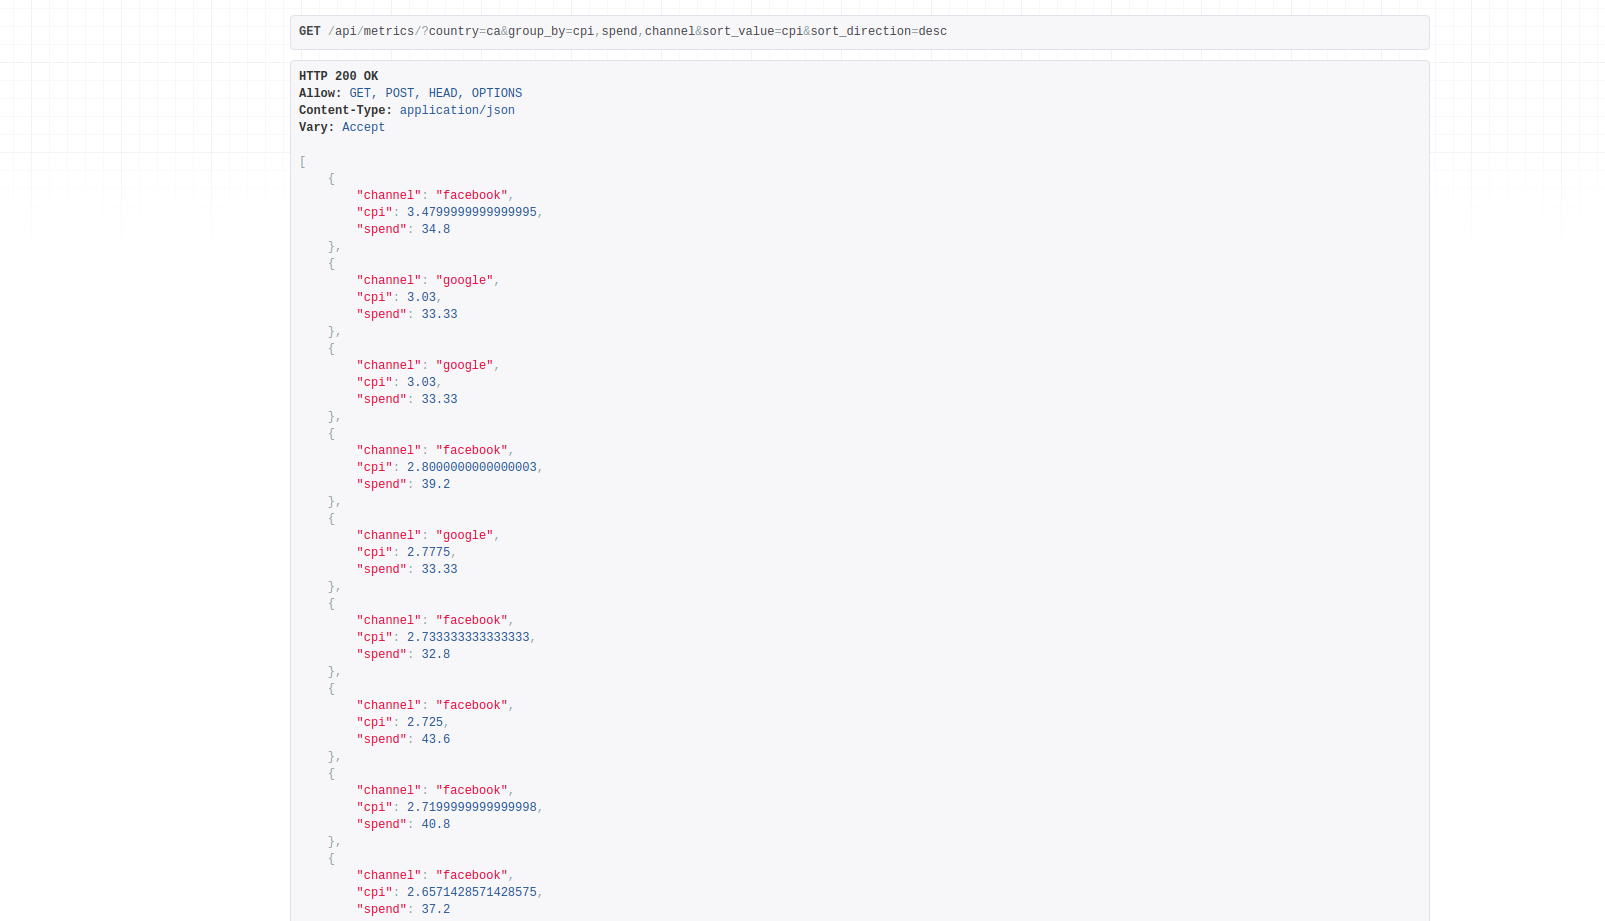 GET /api/metrics/?country=ca&group_by=cpi,spend,channel&sort_value=cpi&sort_direction=desc
HTTP 200 OK
Allow: GET, POST, HEAD, OPTIONS
Content-Type: application/json
Vary: Accept
[
    {
        "channel": "facebook",
        "cpi": 3.4799999999999995,
        "spend": 34.8
    },
    {
        "channel": "google",
        "cpi": 3.03,
        "spend": 33.33
    },
    {
        "channel": "google",
        "cpi": 3.03,
        "spend": 33.33
    },
    {
        "channel": "facebook",
        "cpi": 2.8000000000000003,
        "spend": 39.2
    },
    {
        "channel": "google",
        "cpi": 2.7775,
        "spend": 33.33
    },
    {
        "channel": "facebook",
        "cpi": 2.733333333333333,
        "spend": 32.8
    },
    {
        "channel": "facebook",
        "cpi": 2.725,
        "spend": 43.6
    },
    {
        "channel": "facebook",
        "cpi": 2.7199999999999998,
        "spend": 40.8
    },
    {
        "channel": "facebook",
        "cpi": 2.6571428571428575,
        "spend": 37.2